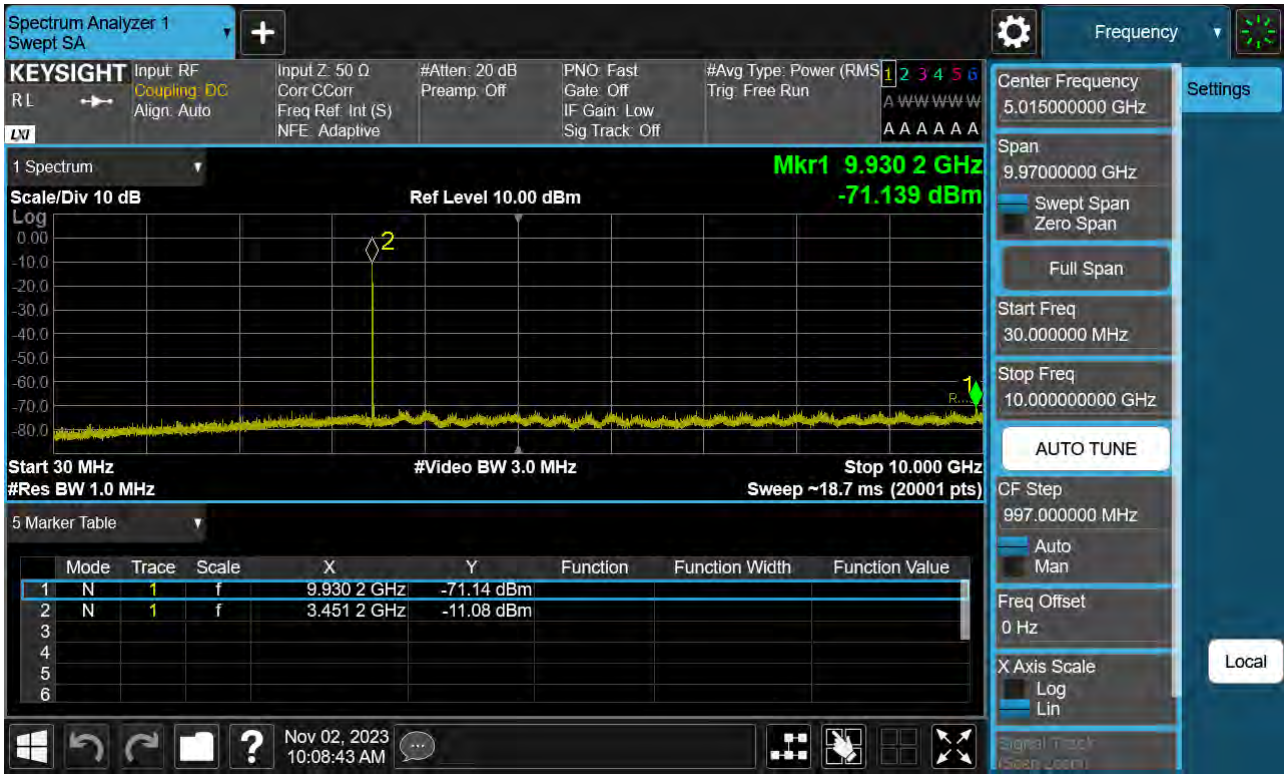 Spectrum Analyzer 1
Swept SA
+
Frequency
KEYSIGHT
RL
LXI
Input: RF
Coupling: DC
Align: Auto
Input Z: 50 Ω
Corr CCorr
Freq Ref: Int (S)
NFE: Adaptive
#Atten: 20 dB
Preamp: Off
PNO: Fast
Gate: Off
IF Gain: Low
Sig Track: Off
#Avg Type: Power (RMS
Trig: Free Run
1 2 3 4 5 6
A W W W W W
A A A A A A
1 Spectrum
Mkr1 9.930 2 GHz
-71.139 dBm
Scale/Div 10 dB
Ref Level 10.00 dBm
Log
0.00
-10.0
-20.0
-30.0
-40.0
-50.0
-60.0
-70.0
-80.0
2
1
R...
Start 30 MHz
#Video BW 3.0 MHz
Stop 10.000 GHz
#Res BW 1.0 MHz
Sweep ~18.7 ms (20001 pts)
5 Marker Table
Mode Trace Scale X Y Function Function Width Function Value
1 N 1 f 9.930 2 GHz -71.14 dBm
2 N 1 f 3.451 2 GHz -11.08 dBm
3
4
5
6
Nov 02, 2023
10:08:43 AM
?
Center Frequency
5.015000000 GHz
Settings
Span
9.97000000 GHz
Swept Span
Zero Span
Full Span
Start Freq
30.000000 MHz
Stop Freq
10.000000000 GHz
AUTO TUNE
CF Step
997.000000 MHz
Auto
Man
Freq Offset
0 Hz
X Axis Scale
Log
Lin
Local
Signal Track
(Span Zoom)